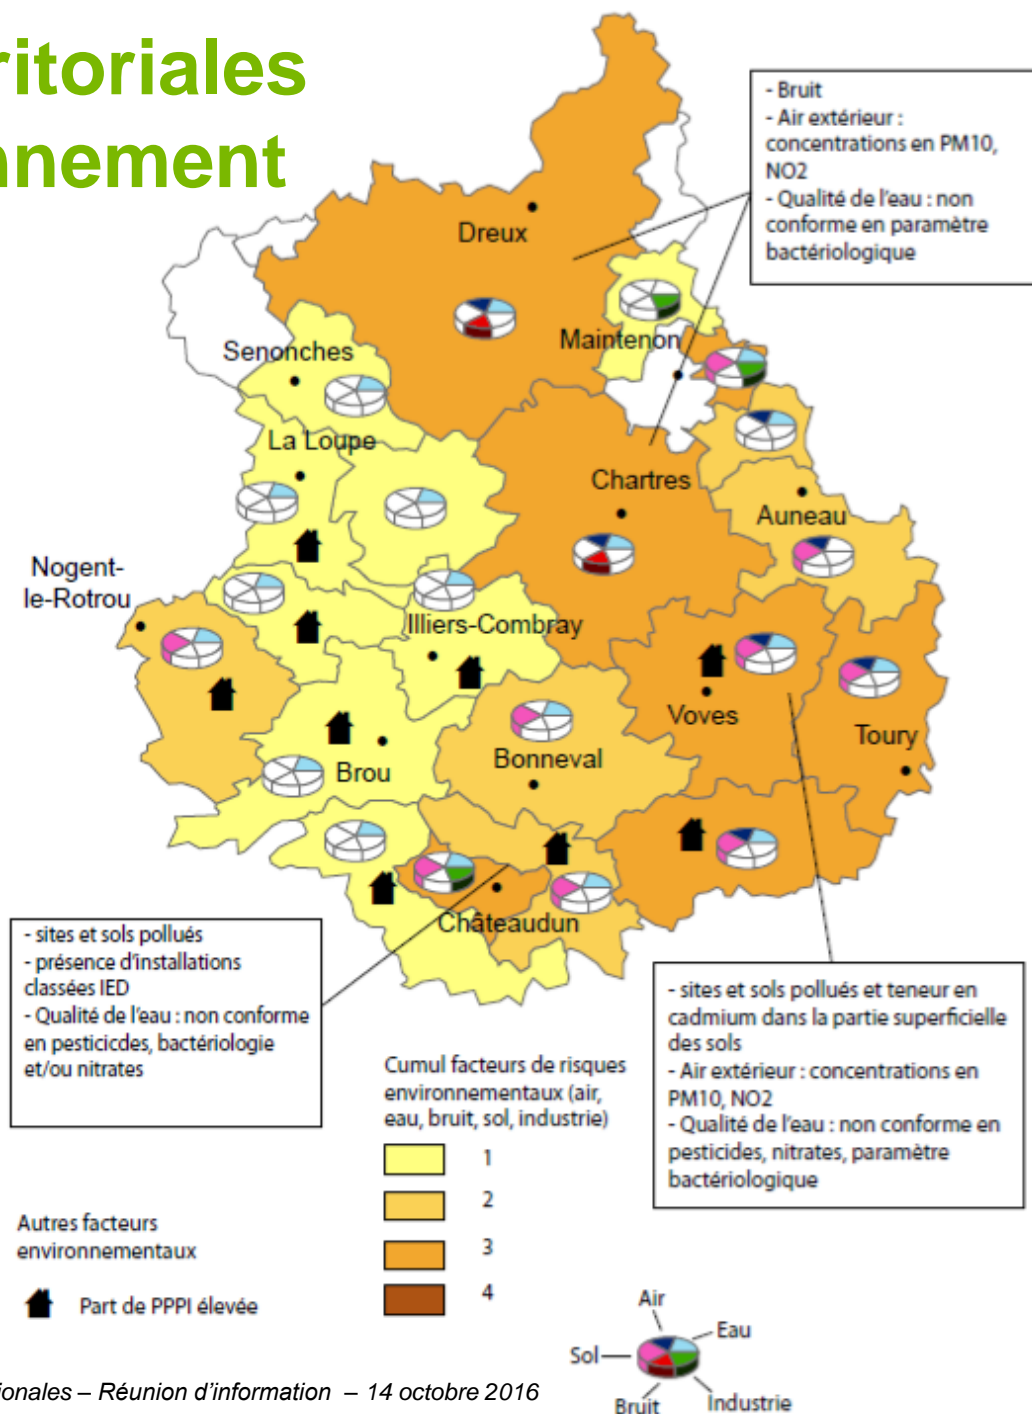 ritoriales
nnement
- Bruit
- Air extérieur :
concentrations en PM10,
NO2
- Qualité de l'eau : non
conforme en paramètre
bactériologique
Dreux
Maintenon
Senonches
La Loupe
Chartres
Auneau
Nogent-
le-Rotrou
Illiers-Combray
Voves
Toury
Bonneval
Brou
Châteaudun
- sites et sols pollués
- présence d'installations
classées IED
- Qualité de l'eau : non conforme
en pesticicdes, bactériologie
et/ou nitrates
- sites et sols pollués et teneur en
cadmium dans la partie superficielle
des sols
- Air extérieur : concentrations en
PM10, NO2
- Qualité de l'eau : non conforme en
pesticides, nitrates, paramètre
bactériologique
Cumul facteurs de risques
environnementaux (air,
eau, bruit, sol, industrie)
1
2
3
4
Autres facteurs
environnementaux
Part de PPPI élevée
Air
Eau
Sol
Bruit
Industrie
ionales – Réunion d'information – 14 octobre 2016